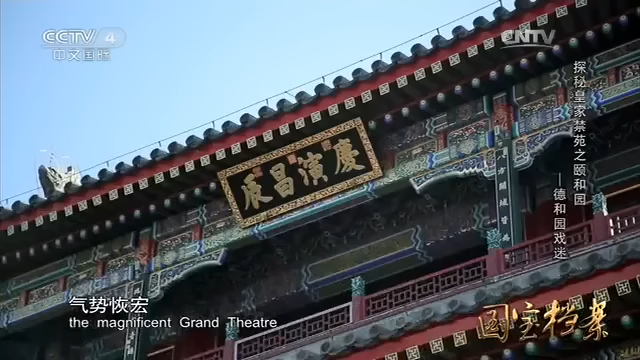 CCTV 4
中文国际
CNTV
探秘皇家禁苑之颐和园
——德和园戏迷
慶演昌辰
气势恢宏
the magnificent Grand Theatre
国宝档案